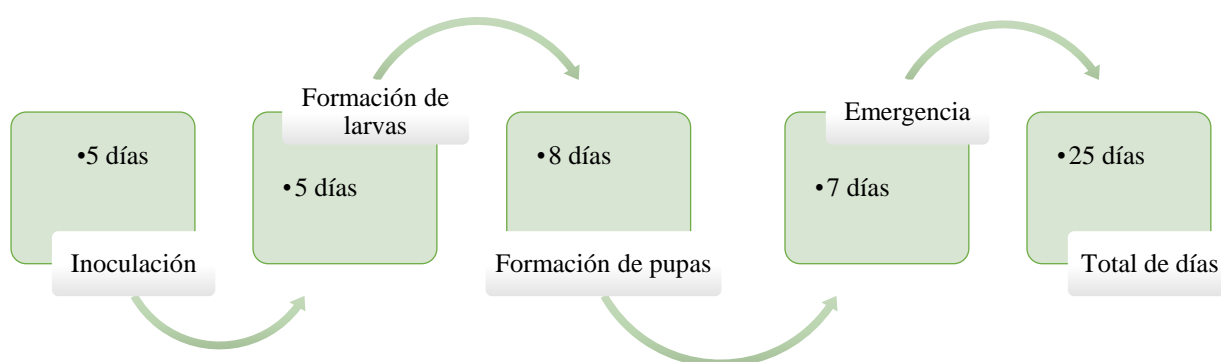 •5 días
Inoculación
Formación de
larvas
•5 días
•8 días
Formación de pupas
Emergencia
•7 días
•25 días
Total de días